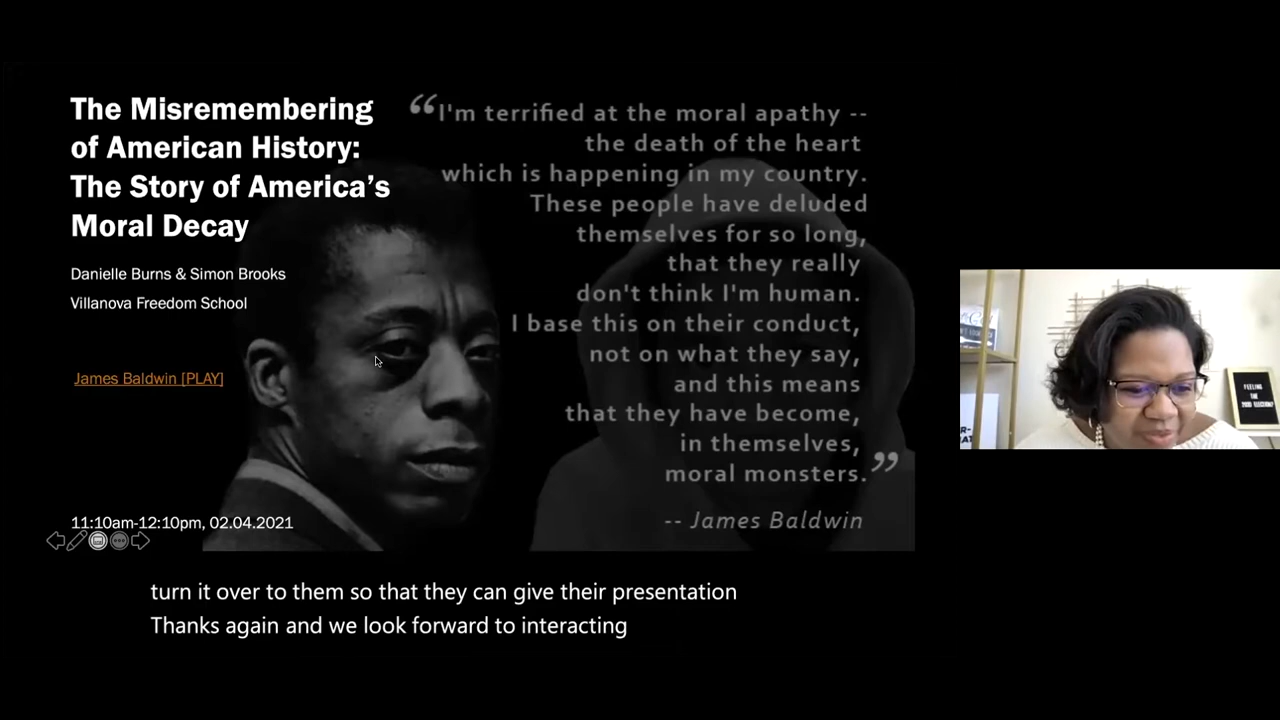 The Misremembering
of American History:
The Story of America's
Moral Decay
Danielle Burns & Simon Brooks
Villanova Freedom School
James Baldwin [PLAY]
11:10am-12:10pm, 02.04.2021
“I'm terrified at the moral apathy --
the death of the heart
which is happening in my country.
These people have deluded
themselves for so long,
that they really
don't think I'm human.
I base this on their conduct,
not on what they say,
and this means
that they have become,
in themselves,
moral monsters.”
-- James Baldwin
turn it over to them so that they can give their presentation
Thanks again and we look forward to interacting
FEELING
THE